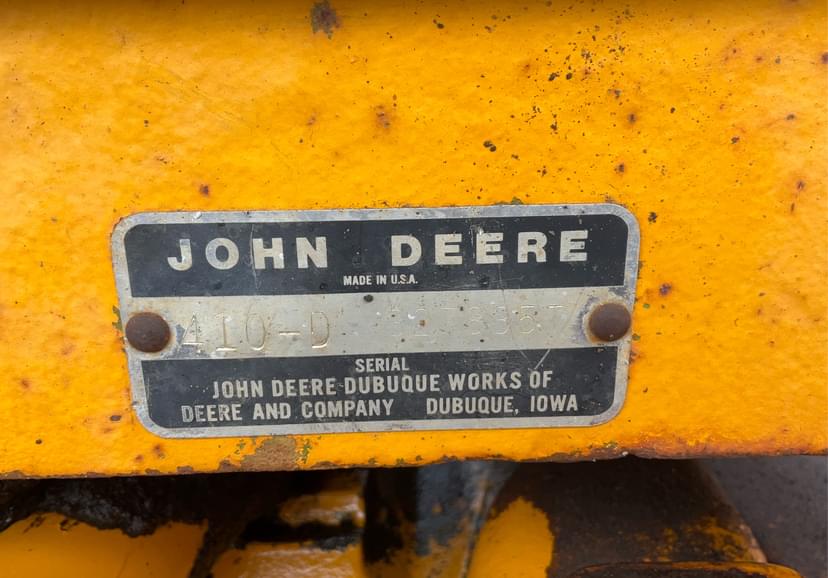 JOHN DEERE
MADE IN U.S.A.
410-D
SERIAL
JOHN DEERE DUBUQUE WORKS OF
DEERE AND COMPANY DUBUQUE, IOWA